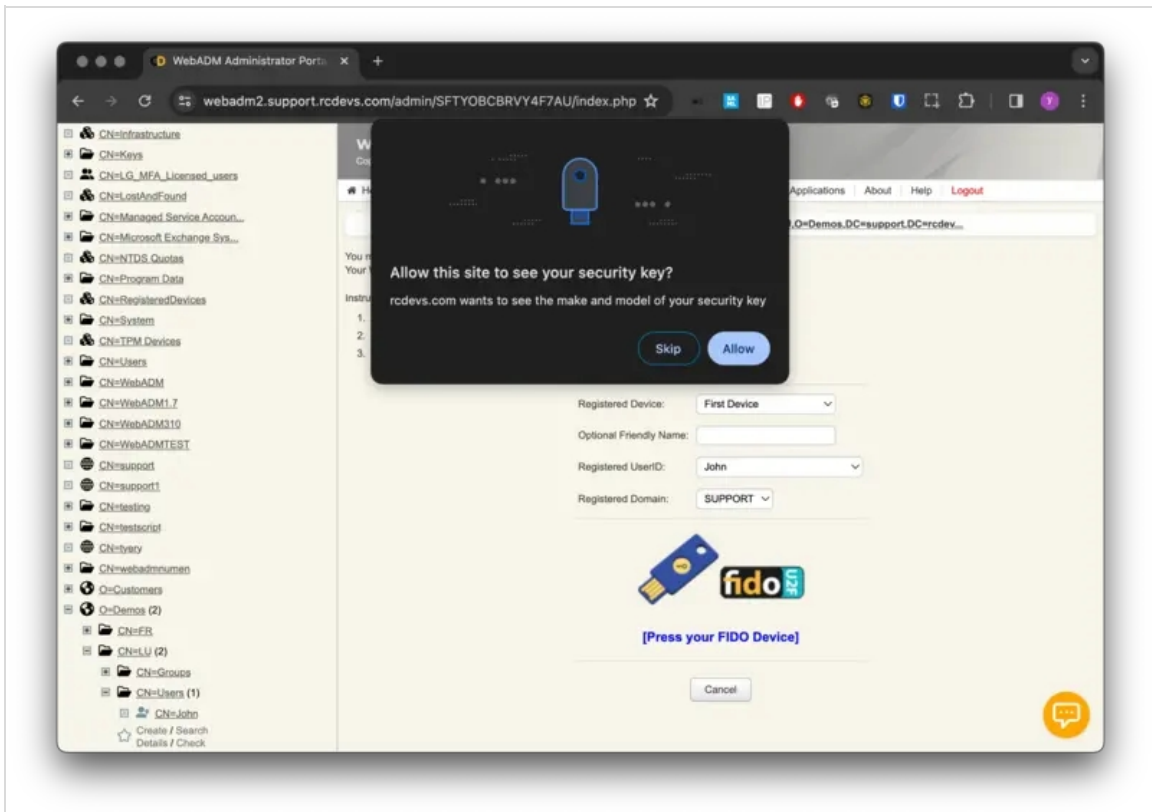 WebADM Administrator Porta
webadm2.support.rcdevs.com/admin/SFTYOBCBRVY4F7AU/index.php
CN=Infrastructure
CN=Keys
CN=LG_MFA_Licensed_users
CN=LostAndFound
CN=Managed Service Accoun...
CN=Microsoft Exchange Sys...
CN=NTDS Quotas
CN=Program Data
CN=RegisteredDevices
CN=System
CN=TPM Devices
CN=Users
CN=WebADM
CN=WebADM1.7
CN=WebADM310
CN=WebADMTEST
CN=support
CN=support1
CN=testing
CN=testscript
CN=tyery
CN=webadmnumen
O=Customers
O=Demos (2)
CN=FR
CN=LU (2)
CN=Groups
CN=Users (1)
CN=John
Create / Search
Details / Check
Applications About Help Logout
,O=Demos,DC=support,DC=rcdev...
Allow this site to see your security key?
rcdevs.com wants to see the make and model of your security key
Skip Allow
You
Your
1.
2.
3.
Registered Device: First Device
Optional Friendly Name:
Registered UserID: John
Registered Domain: SUPPORT
fido U2F
[Press your FIDO Device]
Cancel